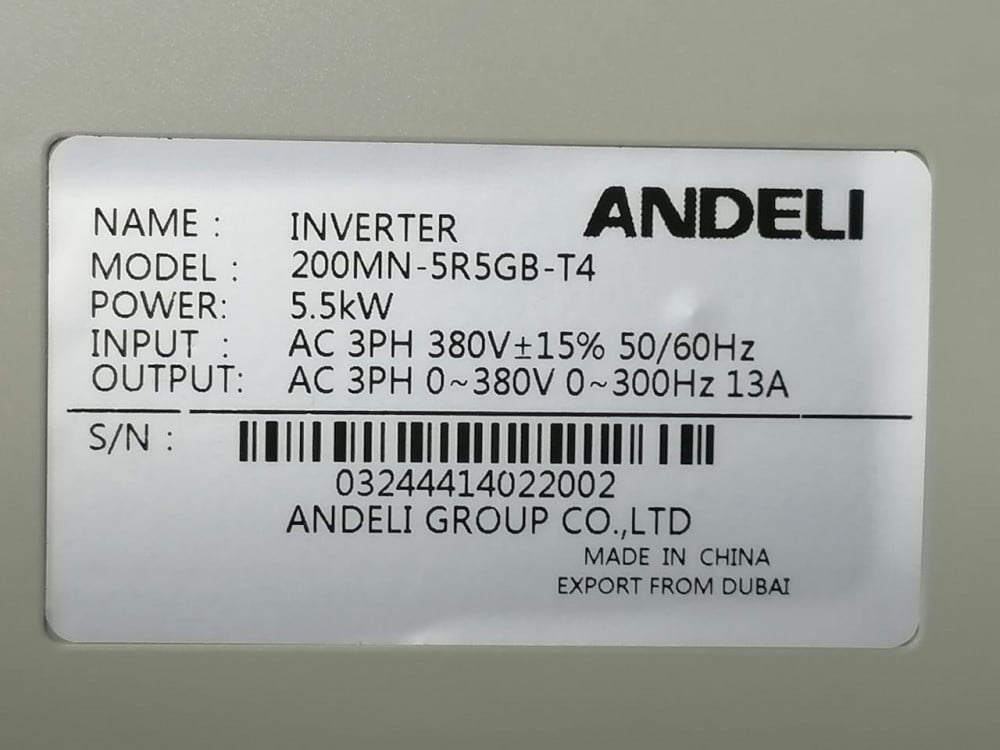 ANDELI
NAME : INVERTER
MODEL : 200MN-5R5GB-T4
POWER: 5.5kW
INPUT : AC 3PH 380V±15% 50/60Hz
OUTPUT: AC 3PH 0~380V 0~300Hz 13A
S/N :
03244414022002
ANDELI GROUP CO.,LTD
MADE IN CHINA
EXPORT FROM DUBAI